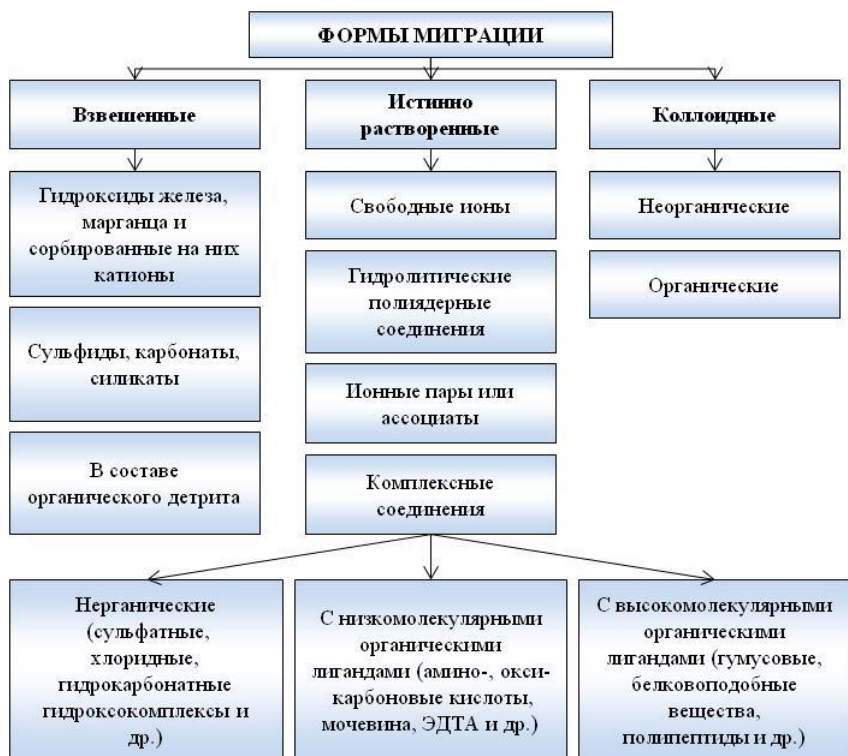 ФОРМЫ МИГРАЦИИ
Взвешенные
Истинно
растворенные
Коллоидные
Гидроксиды железа,
марганца и
сорбированные на них
катионы
Сульфиды, карбонаты,
силикаты
В составе
органического детрита
Свободные ионы
Гидролитические
полиядерные
соединения
Ионные пары или
ассоциаты
Комплексные
соединения
Неорганические
Органические
Нерганические
(сульфатные,
хлоридные,
гидрокарбонатные
гидроксокомплексы и
др.)
С низкомолекулярными
органическими
лигандами (амино-, окси-
карбоновые кислоты,
мочевина, ЭДТА и др.)
С высокомолекулярными
органическими
лигандами (гумусовые,
белковоподобные
вещества,
полипептиды и др.)